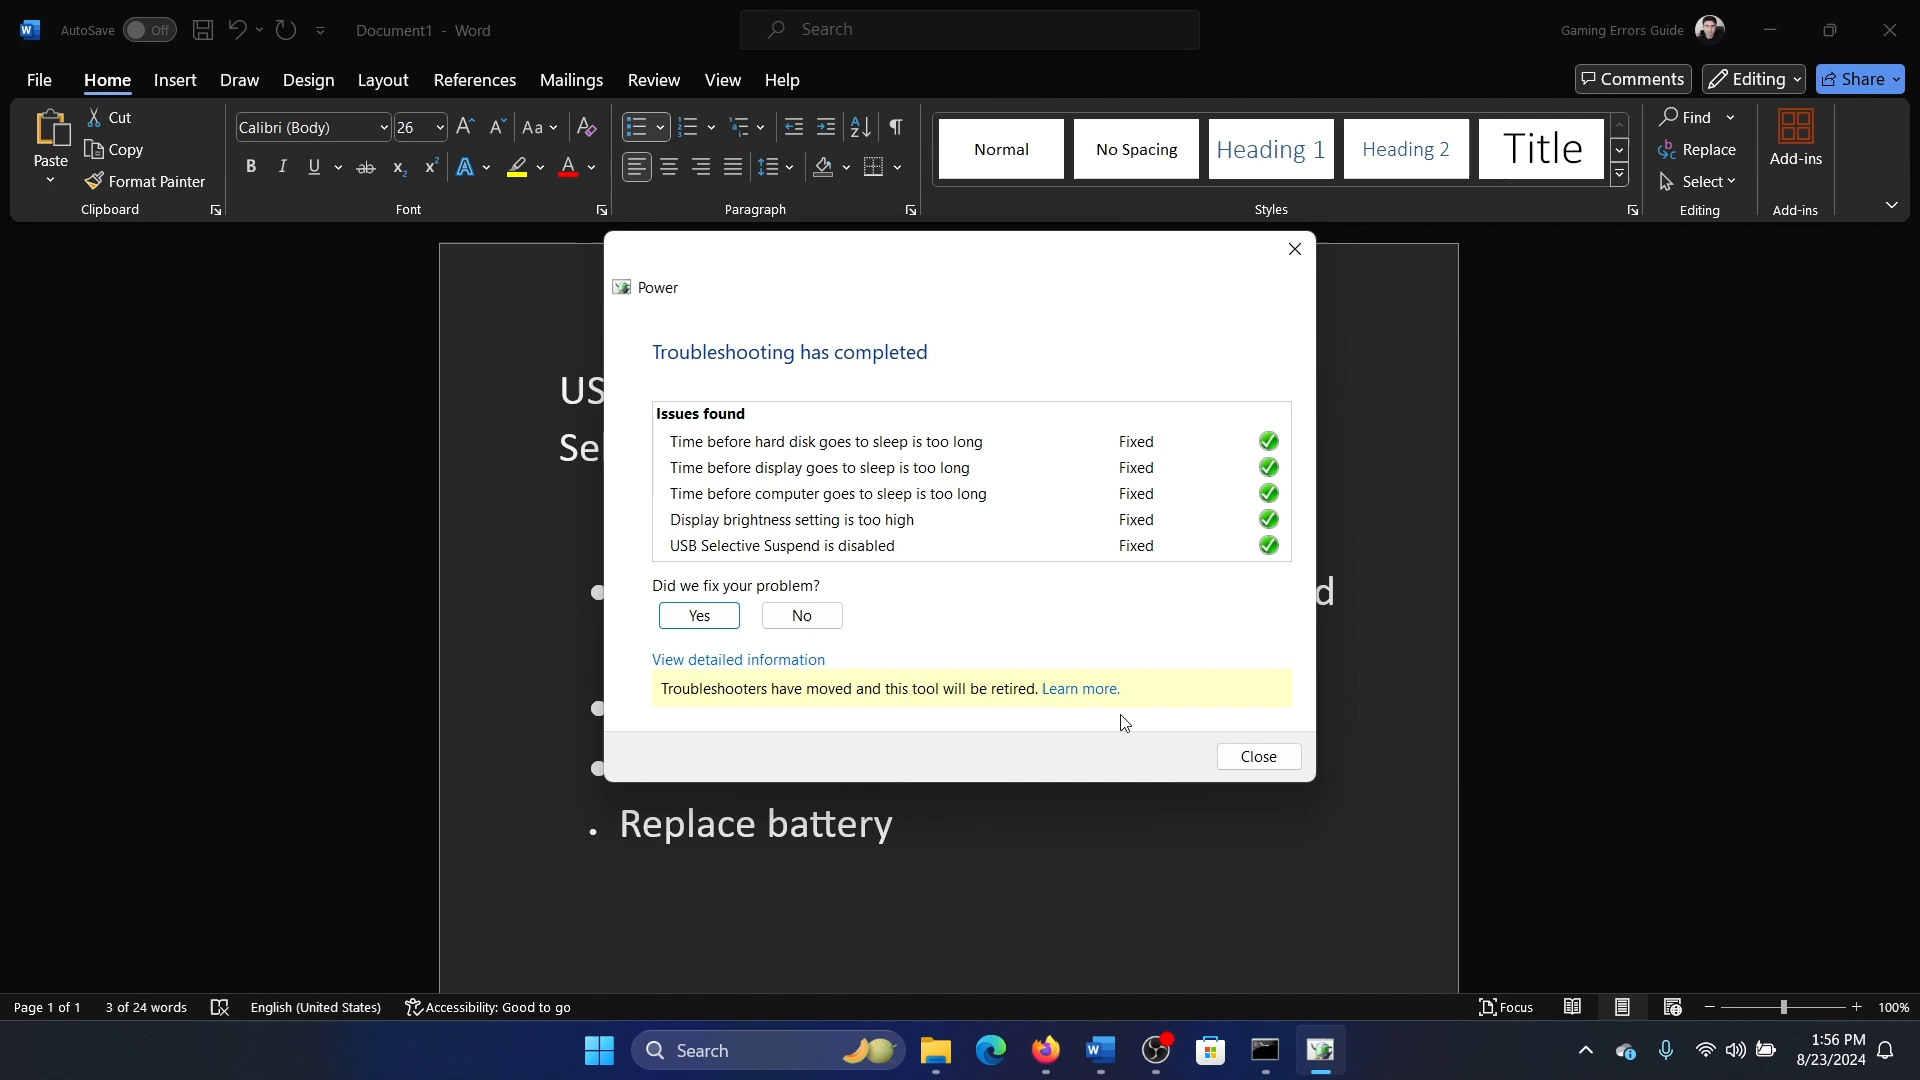 AutoSave Off Document1 - Word Search Gaming Errors Guide
File Home Insert Draw Design Layout References Mailings Review View Help Comments Editing Share
Paste Cut
Copy
Format Painter
Clipboard
Calibri (Body) 26 Aa
B I U ab x₂ x² A A
Font
Paragraph
Normal No Spacing Heading 1 Heading 2 Title
Styles
Find
Replace
Select
Editing
Add-ins
Add-ins
Power
Troubleshooting has completed
Issues found
Time before hard disk goes to sleep is too long Fixed
Time before display goes to sleep is too long Fixed
Time before computer goes to sleep is too long Fixed
Display brightness setting is too high Fixed
USB Selective Suspend is disabled Fixed
Did we fix your problem?
Yes No
View detailed information
Troubleshooters have moved and this tool will be retired. Learn more.
Close
US
Sel
d
• Replace battery
Page 1 of 1 3 of 24 words English (United States) Accessibility: Good to go Focus 100%
Search
1:56 PM
8/23/2024